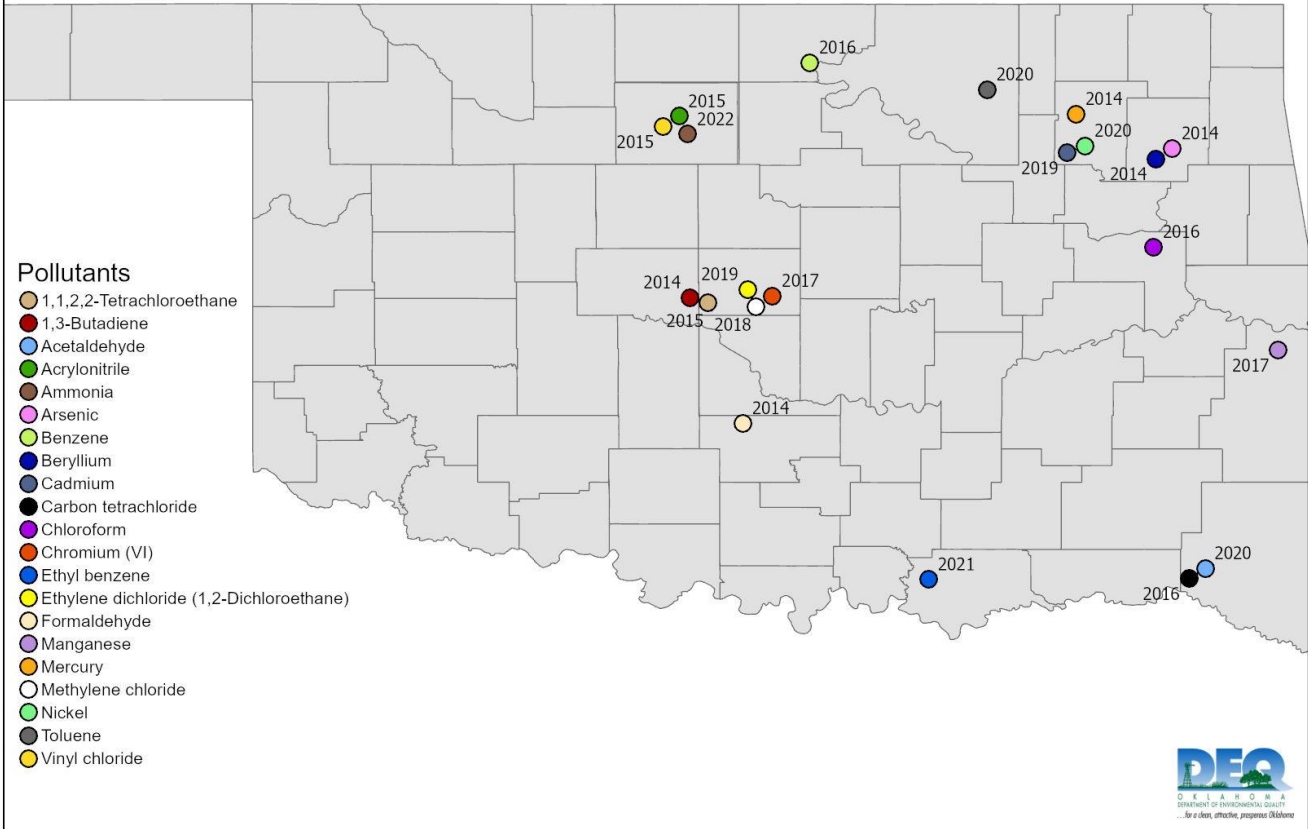 2016
2020
2015
2022
2015
2014
2020
2019
2014
2014
2016
2014
2019
2017
2015
2018
2017
2014
2021
2020
2016
Pollutants
1,1,2,2-Tetrachloroethane
1,3-Butadiene
Acetaldehyde
Acrylonitrile
Ammonia
Arsenic
Benzene
Beryllium
Cadmium
Carbon tetrachloride
Chloroform
Chromium (VI)
Ethyl benzene
Ethylene dichloride (1,2-Dichloroethane)
Formaldehyde
Manganese
Mercury
Methylene chloride
Nickel
Toluene
Vinyl chloride
DEQ
OKLAHOMA
DEPARTMENT OF ENVIRONMENTAL QUALITY
...for a clean, attractive, prosperous Oklahoma